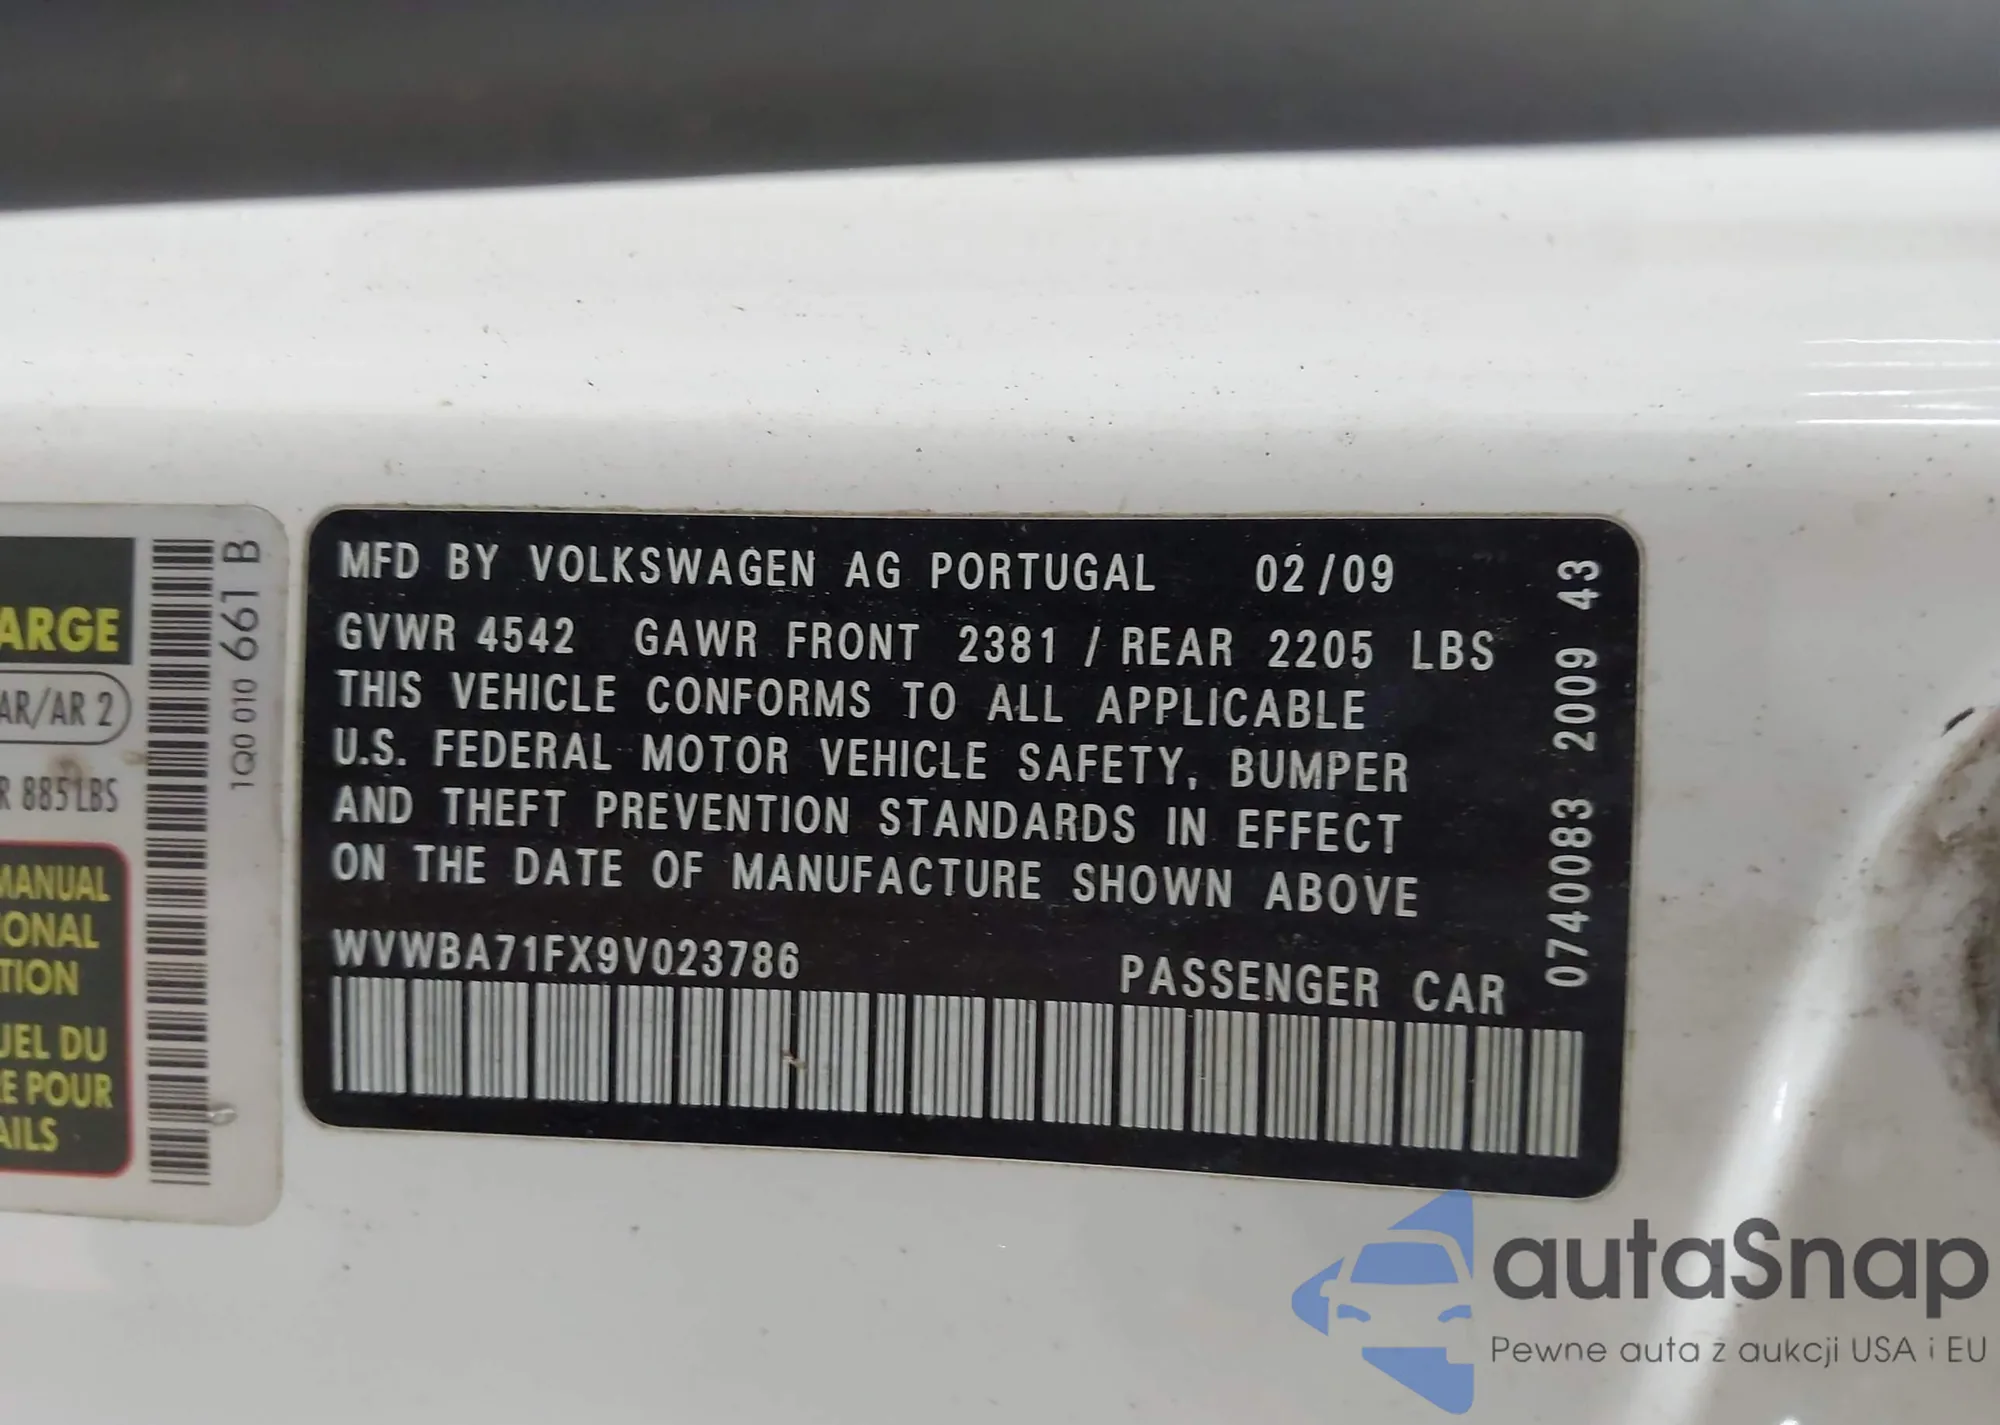 ARGE
AR/AR 2
R 885 LBS
MANUAL
IONAL
TION
UEL DU
E POUR
AILS
1Q0 010 661 B
MFD BY VOLKSWAGEN AG PORTUGAL 02/09
GVWR 4542 GAWR FRONT 2381 / REAR 2205 LBS
THIS VEHICLE CONFORMS TO ALL APPLICABLE
U.S. FEDERAL MOTOR VEHICLE SAFETY, BUMPER
AND THEFT PREVENTION STANDARDS IN EFFECT
ON THE DATE OF MANUFACTURE SHOWN ABOVE
WVWBA71FX9V023786 PASSENGER CAR
0740083 2009 43
autaSnap
Pewne auta z aukcji USA i EU